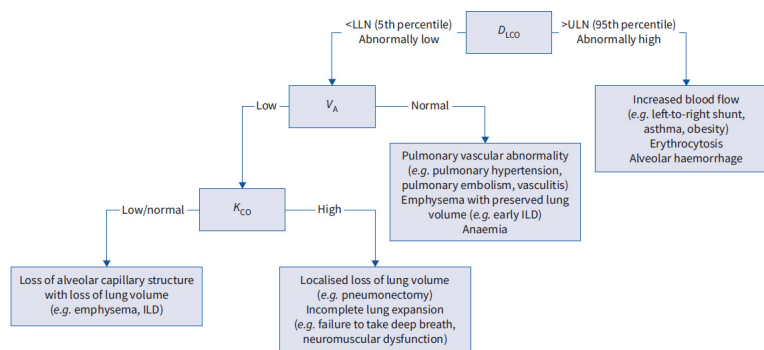 <LLN (5th percentile)
Abnormally low
DLCO
>ULN (95th percentile)
Abnormally high
Low
VA
Normal
Increased blood flow
(e.g. left-to-right shunt,
asthma, obesity)
Erythrocytosis
Alveolar haemorrhage
Pulmonary vascular abnormality
(e.g. pulmonary hypertension,
pulmonary embolism, vasculitis)
Emphysema with preserved lung
volume (e.g. early ILD)
Anaemia
Low/normal
KCO
High
Loss of alveolar capillary structure
with loss of lung volume
(e.g. emphysema, ILD)
Localised loss of lung volume
(e.g. pneumonectomy)
Incomplete lung expansion
(e.g. failure to take deep breath,
neuromuscular dysfunction)